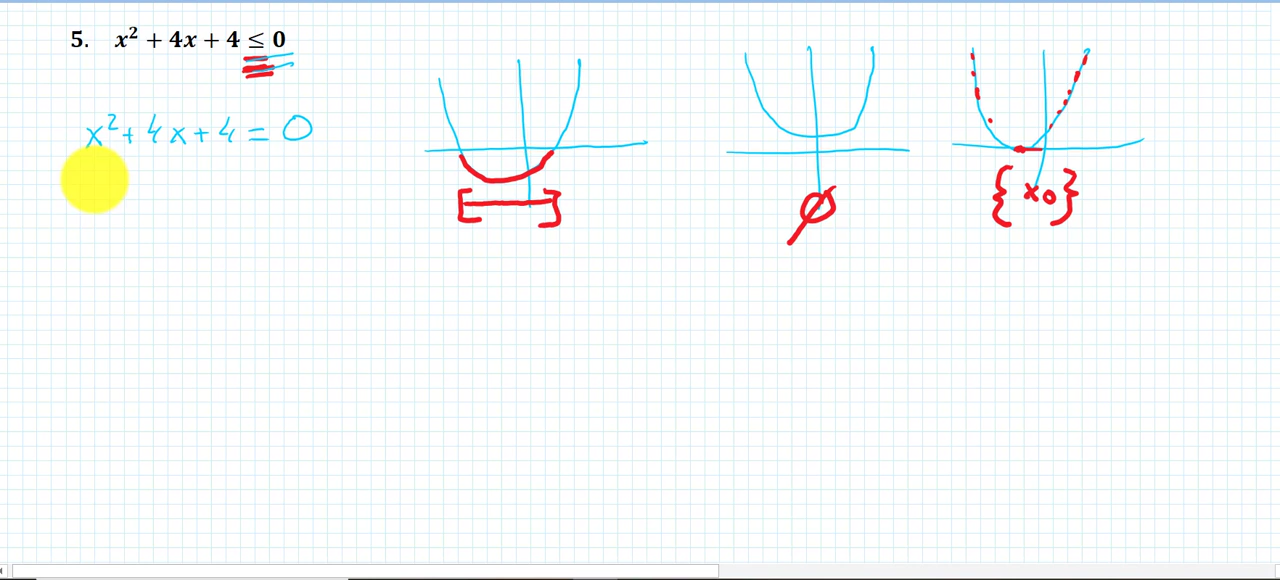 5. x² + 4x + 4 ≤ 0
x² + 4x + 4 = 0
[ ]
∅
{x₀}